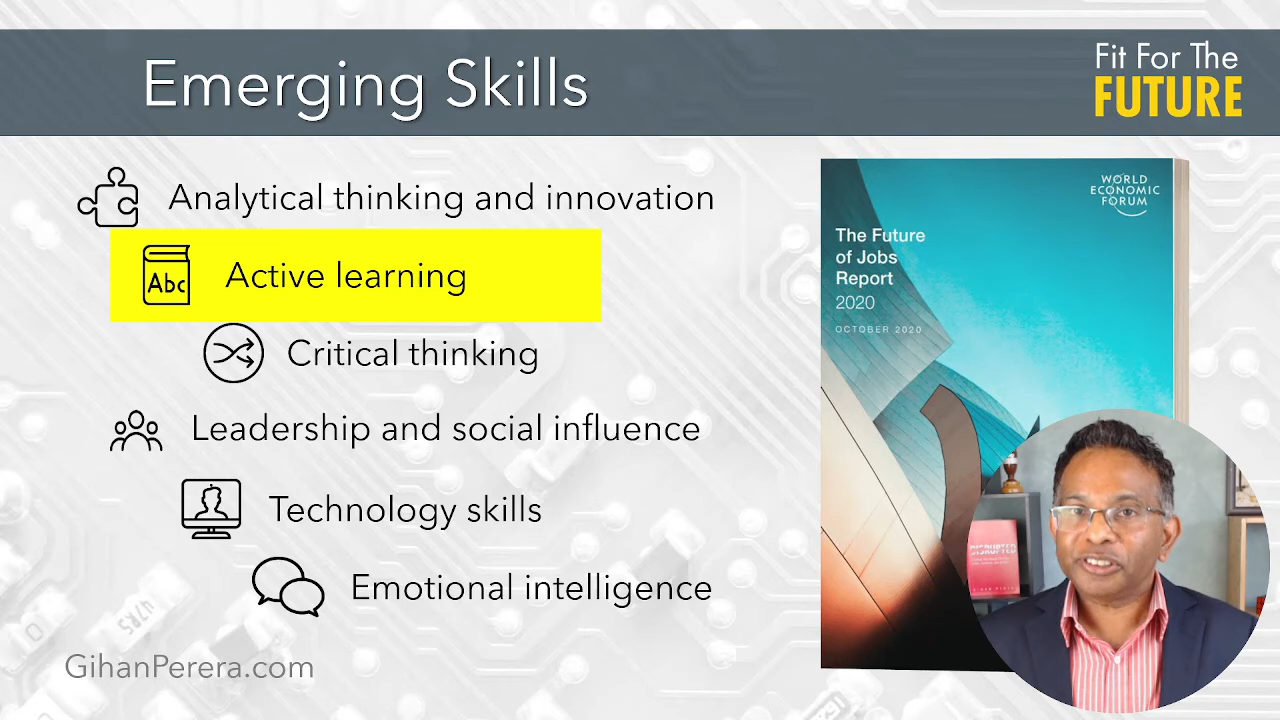 Emerging Skills
Fit For The
FUTURE
Analytical thinking and innovation
Abc
Active learning
Critical thinking
Leadership and social influence
Technology skills
Emotional intelligence
WORLD
ECONOMIC
FORUM
The Future
of Jobs
Report
2020
OCTOBER 2020
DISRUPTED
GihanPerera.com